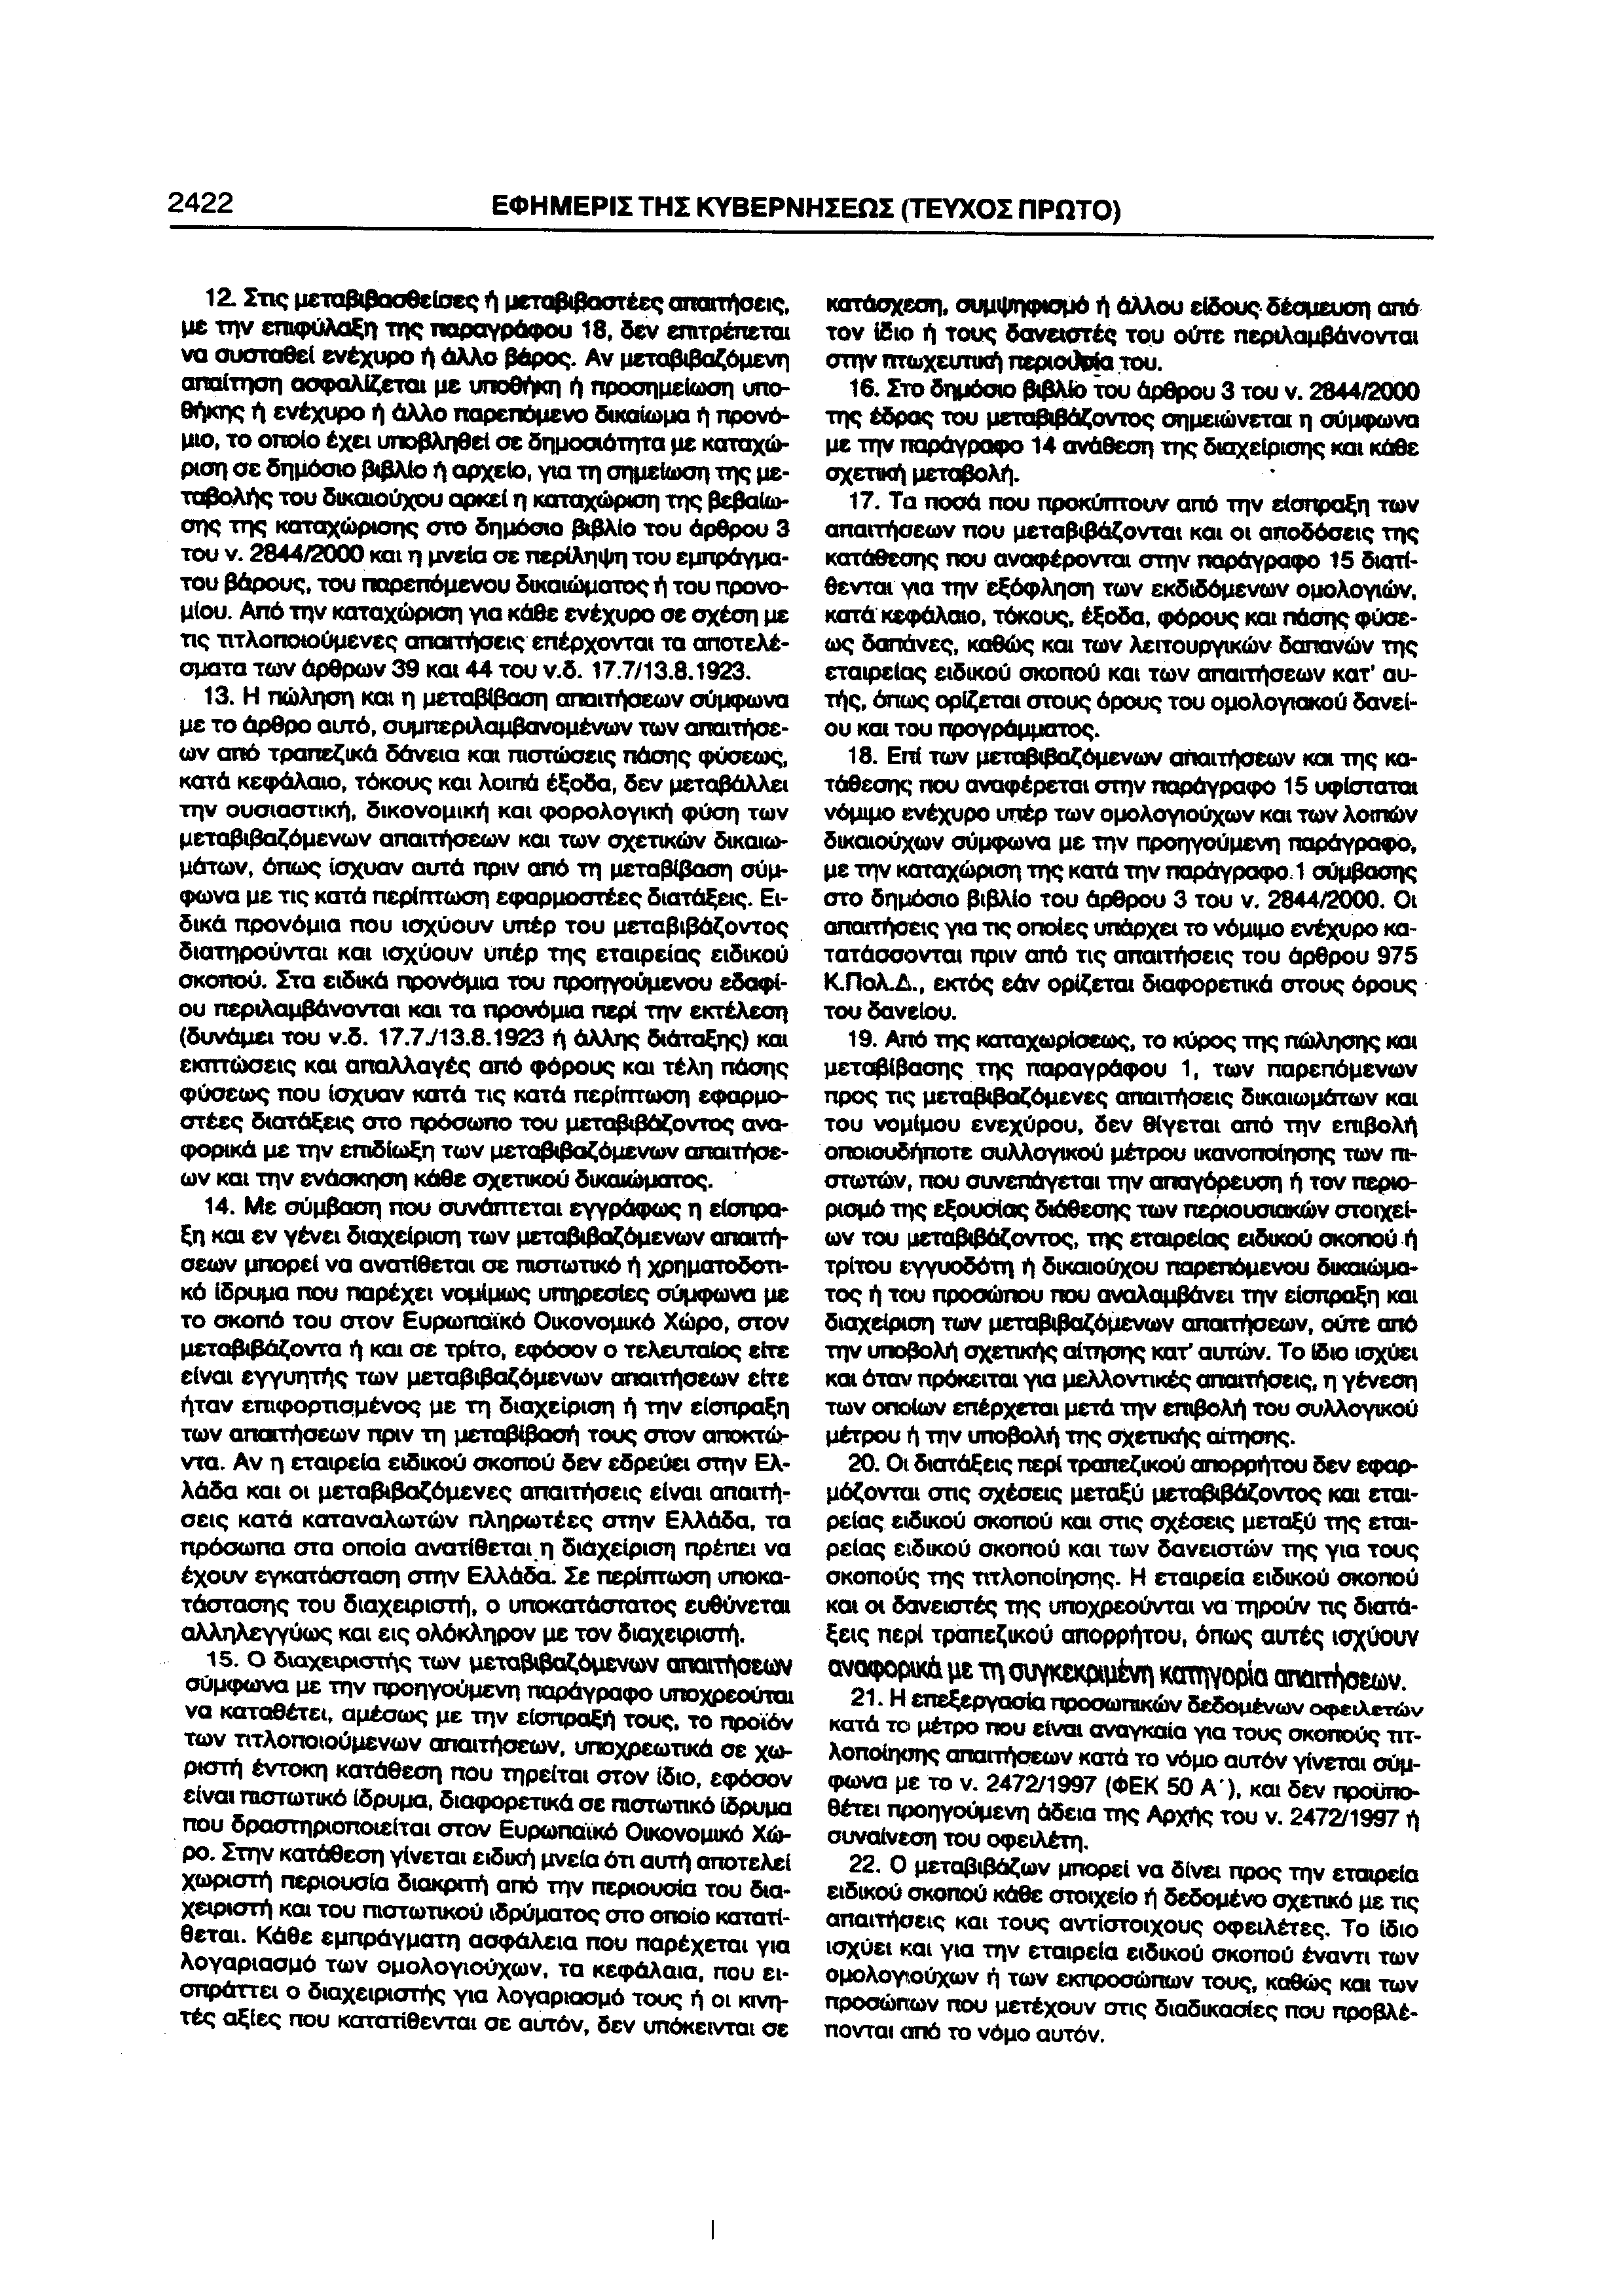 2422
ΕΦΗΜΕΡΙΣ ΤΗΣ ΚΥΒΕΡΝΗΣΕΩΣ (ΤΕΥΧΟΣ ΠΡΩΤΟ)
12. Στις μεταβιβασθείσες ή μεταβιβαστέες απαιτήσεις,
με την επιφύλαξη της παραγράφου 18, δεν επιτρέπεται
να συσταθεί ενέχυρο ή άλλο βάρος. Αν μεταβιβαζόμενη
απαίτηση ασφαλίζεται με υποθήκη ή προσημείωση υπο-
θήκης ή ενέχυρο ή άλλο παρεπόμενο δικαίωμα ή προνό-
μιο, το οποίο έχει υποβληθεί σε δημοσιότητα με καταχώ-
ριση σε δημόσιο βιβλίο ή αρχείο, για τη σημείωση της με-
ταβολής του δικαιούχου αρκεί η καταχώριση της βεβαίω-
σης της καταχώρισης στο δημόσιο βιβλίο του άρθρου 3
του ν. 2844/2000 και η μνεία σε περίληψη του εμπράγμα-
του βάρους, του παρεπόμενου δικαιώματος ή του προνο-
μίου. Από την καταχώριση για κάθε ενέχυρο σε σχέση με
τις τιτλοποιούμενες απαιτήσεις επέρχονται τα αποτελέ-
σματα των άρθρων 39 και 44 του ν.δ. 17.7/13.8.1923.
13. Η πώληση και η μεταβίβαση απαιτήσεων σύμφωνα
με το άρθρο αυτό, συμπεριλαμβανομένων των απαιτήσε-
ων από τραπεζικά δάνεια και πιστώσεις πάσης φύσεως,
κατά κεφάλαιο, τόκους και λοιπά έξοδα, δεν μεταβάλλει
την ουσιαστική, δικονομική και φορολογική φύση των
μεταβιβαζόμενων απαιτήσεων και των σχετικών δικαιω-
μάτων, όπως ίσχυαν αυτά πριν από τη μεταβίβαση σύμ-
φωνα με τις κατά περίπτωση εφαρμοστέες διατάξεις. Ει-
δικά προνόμια που ισχύουν υπέρ του μεταβιβάζοντος
διατηρούνται και ισχύουν υπέρ της εταιρείας ειδικού
σκοπού. Στα ειδικά προνόμια του προηγούμενου εδαφί-
ου περιλαμβάνονται και τα προνόμια περί την εκτέλεση
(δυνάμει του ν.δ. 17.7./13.8.1923 ή άλλης διάταξης) και
εκπτώσεις και απαλλαγές από φόρους και τέλη πάσης
φύσεως που ίσχυαν κατά τις κατά περίπτωση εφαρμο-
στέες διατάξεις στο πρόσωπο του μεταβιβάζοντος ανα-
φορικά με την επιδίωξη των μεταβιβαζόμενων απαιτήσε-
ων και την ενάσκηση κάθε σχετικού δικαιώματος.
14. Με σύμβαση που συνάπτεται εγγράφως η είσπρα-
ξη και εν γένει διαχείριση των μεταβιβαζόμενων απαιτή-
σεων μπορεί να ανατίθεται σε πιστωτικό ή χρηματοδοτι-
κό ίδρυμα που παρέχει νομίμως υπηρεσίες σύμφωνα με
το σκοπό του στον Ευρωπαϊκό Οικονομικό Χώρο, στον
μεταβιβάζοντα ή και σε τρίτο, εφόσον ο τελευταίος είτε
είναι εγγυητής των μεταβιβαζόμενων απαιτήσεων είτε
ήταν επιφορτισμένος με τη διαχείριση ή την είσπραξη
των απαιτήσεων πριν τη μεταβίβασή τους στον αποκτώ-
ντα. Αν η εταιρεία ειδικού σκοπού δεν εδρεύει στην Ελ-
λάδα και οι μεταβιβαζόμενες απαιτήσεις είναι απαιτή-
σεις κατά καταναλωτών πληρωτέες στην Ελλάδα, τα
πρόσωπα στα οποία ανατίθεται η διαχείριση πρέπει να
έχουν εγκατάσταση στην Ελλάδα. Σε περίπτωση υποκα-
τάστασης του διαχειριστή, ο υποκατάστατος ευθύνεται
αλληλεγγύως και εις ολόκληρον με τον διαχειριστή.
15. Ο διαχειριστής των μεταβιβαζόμενων απαιτήσεων
σύμφωνα με την προηγούμενη παράγραφο υποχρεούται
να καταθέτει, αμέσως με την είσπραξή τους, το προϊόν
των τιτλοποιούμενων απαιτήσεων, υποχρεωτικά σε χω-
ριστή έντοκη κατάθεση που τηρείται στον ίδιο, εφόσον
είναι πιστωτικό ίδρυμα, διαφορετικά σε πιστωτικό ίδρυμα
που δραστηριοποιείται στον Ευρωπαϊκό Οικονομικό Χώ-
ρο. Στην κατάθεση γίνεται ειδική μνεία ότι αυτή αποτελεί
χωριστή περιουσία διακριτή από την περιουσία του δια-
χειριστή και του πιστωτικού ιδρύματος στο οποίο κατατί-
θεται. Κάθε εμπράγματη ασφάλεια που παρέχεται για
λογαριασμό των ομολογιούχων, τα κεφάλαια, που ει-
σπράττει ο διαχειριστής για λογαριασμό τους ή οι κινη-
τές αξίες που κατατίθενται σε αυτόν, δεν υπόκεινται σε
κατάσχεση, συμψηφισμό ή άλλου είδους δέσμευση από
τον ίδιο ή τους δανειστές του ούτε περιλαμβάνονται
στην πτωχευτική περιουσία του.
16. Στο δημόσιο βιβλίο του άρθρου 3 του ν. 2844/2000
της έδρας του μεταβιβάζοντος σημειώνεται η σύμφωνα
με την παράγραφο 14 ανάθεση της διαχείρισης και κάθε
σχετική μεταβολή.
17. Τα ποσά που προκύπτουν από την είσπραξη των
απαιτήσεων που μεταβιβάζονται και οι αποδόσεις της
κατάθεσης που αναφέρονται στην παράγραφο 15 διατί-
θενται για την εξόφληση των εκδιδόμενων ομολογιών,
κατά κεφάλαιο, τόκους, έξοδα, φόρους και πάσης φύσε-
ως δαπάνες, καθώς και των λειτουργικών δαπανών της
εταιρείας ειδικού σκοπού και των απαιτήσεων κατ' αυ-
τής, όπως ορίζεται στους όρους του ομολογιακού δανεί-
ου και του προγράμματος.
18. Επί των μεταβιβαζόμενων απαιτήσεων και της κα-
τάθεσης που αναφέρεται στην παράγραφο 15 υφίσταται
νόμιμο ενέχυρο υπέρ των ομολογιούχων και των λοιπών
δικαιούχων σύμφωνα με την προηγούμενη παράγραφο,
με την καταχώριση της κατά την παράγραφο 1 σύμβασης
στο δημόσιο βιβλίο του άρθρου 3 του ν. 2844/2000. Οι
απαιτήσεις για τις οποίες υπάρχει το νόμιμο ενέχυρο κα-
τατάσσονται πριν από τις απαιτήσεις του άρθρου 975
Κ.Πολ.Δ., εκτός εάν ορίζεται διαφορετικά στους όρους
του δανείου.
19. Από της καταχωρίσεως, το κύρος της πώλησης και
μεταβίβασης της παραγράφου 1, των παρεπόμενων
προς τις μεταβιβαζόμενες απαιτήσεις δικαιωμάτων και
του νομίμου ενεχύρου, δεν θίγεται από την επιβολή
οποιουδήποτε συλλογικού μέτρου ικανοποίησης των πι-
στωτών, που συνεπάγεται την απαγόρευση ή τον περιο-
ρισμό της εξουσίας διάθεσης των περιουσιακών στοιχεί-
ων του μεταβιβάζοντος, της εταιρείας ειδικού σκοπού ή
τρίτου εγγυοδότη ή δικαιούχου παρεπόμενου δικαιώμα-
τος ή του προσώπου που αναλαμβάνει την είσπραξη και
διαχείριση των μεταβιβαζόμενων απαιτήσεων, ούτε από
την υποβολή σχετικής αίτησης κατ' αυτών. Το ίδιο ισχύει
και όταν πρόκειται για μελλοντικές απαιτήσεις, η γένεση
των οποίων επέρχεται μετά την επιβολή του συλλογικού
μέτρου ή την υποβολή της σχετικής αίτησης.
20. Οι διατάξεις περί τραπεζικού απορρήτου δεν εφαρ-
μόζονται στις σχέσεις μεταξύ μεταβιβάζοντος και εται-
ρείας ειδικού σκοπού και στις σχέσεις μεταξύ της εται-
ρείας ειδικού σκοπού και των δανειστών της για τους
σκοπούς της τιτλοποίησης. Η εταιρεία ειδικού σκοπού
και οι δανειστές της υποχρεούνται να τηρούν τις διατά-
ξεις περί τραπεζικού απορρήτου, όπως αυτές ισχύουν
αναφορικά με τη συγκεκριμένη κατηγορία απαιτήσεων.
21. Η επεξεργασία προσωπικών δεδομένων οφειλετών
κατά το μέτρο που είναι αναγκαία για τους σκοπούς τιτ-
λοποίησης απαιτήσεων κατά το νόμο αυτόν γίνεται σύμ-
φωνα με το ν. 2472/1997 (ΦΕΚ 50 Α΄), και δεν προϋπο-
θέτει προηγούμενη άδεια της Αρχής του ν. 2472/1997 ή
συναίνεση του οφειλέτη.
22. Ο μεταβιβάζων μπορεί να δίνει προς την εταιρεία
ειδικού σκοπού κάθε στοιχείο ή δεδομένο σχετικό με τις
απαιτήσεις και τους αντίστοιχους οφειλέτες. Το ίδιο
ισχύει και για την εταιρεία ειδικού σκοπού έναντι των
ομολογιούχων ή των εκπροσώπων τους, καθώς και των
προσώπων που μετέχουν στις διαδικασίες που προβλέ-
πονται από το νόμο αυτόν.